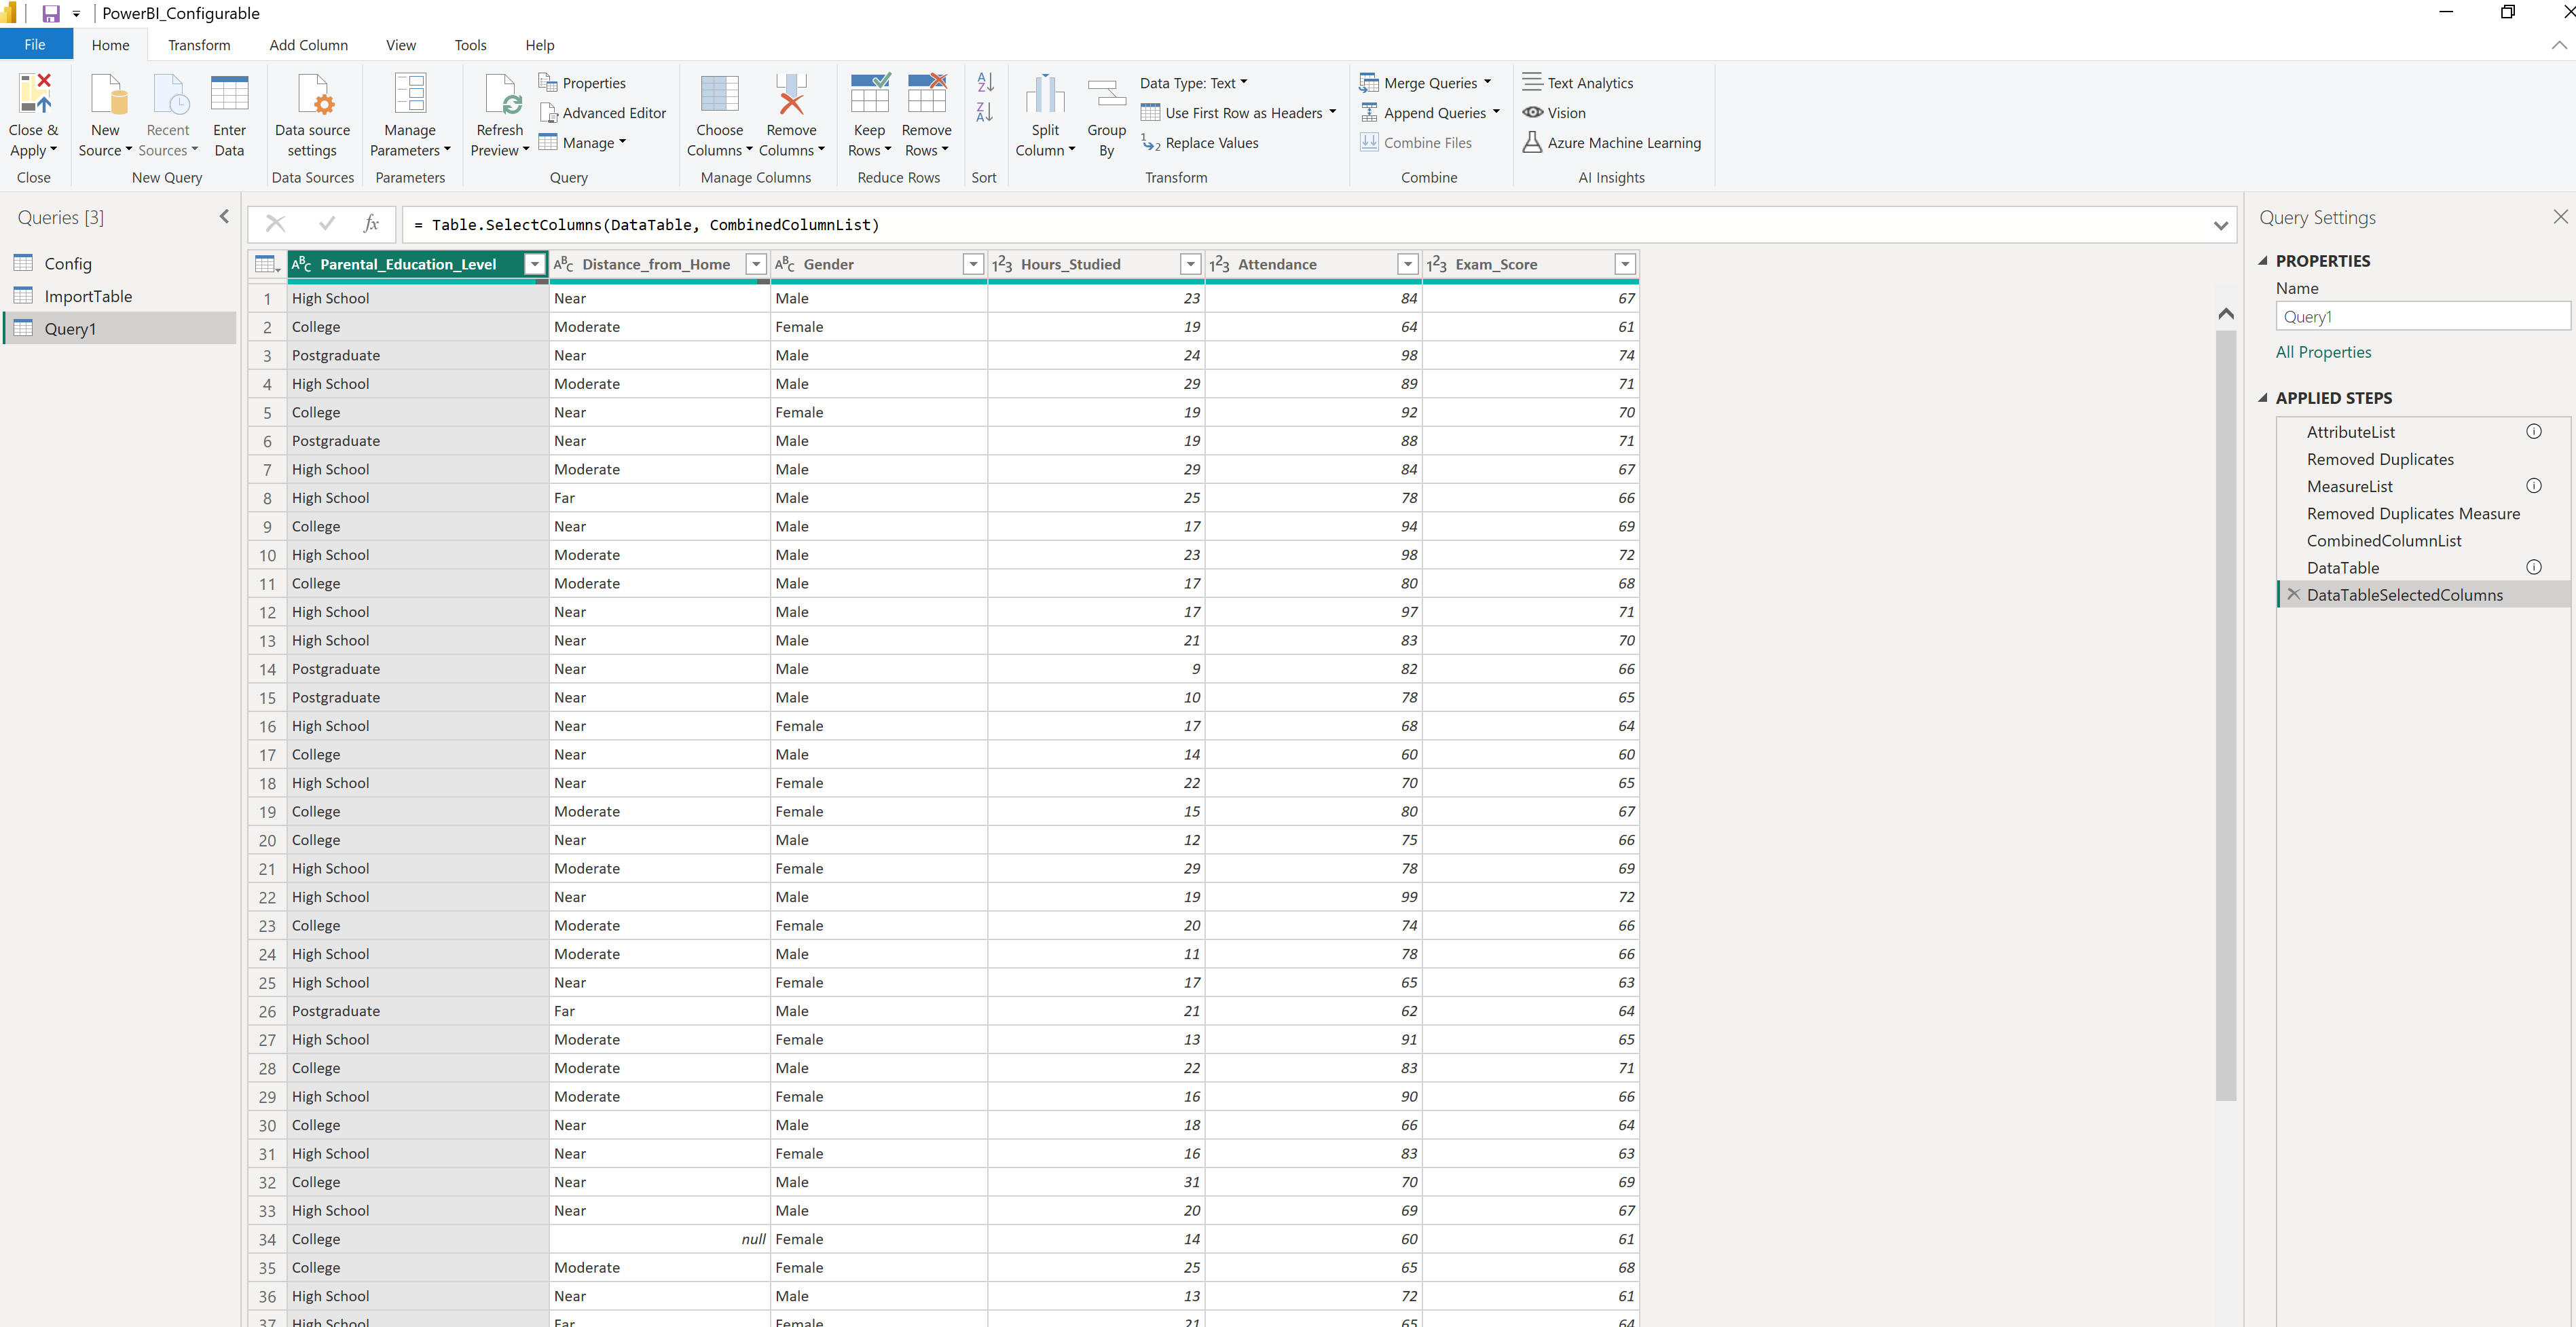 PowerBI_Configurable
File Home Transform Add Column View Tools Help
Close & Apply
Close
New Source
Recent Sources
Enter Data
New Query
Data source settings
Data Sources
Manage Parameters
Parameters
Refresh Preview
Properties
Advanced Editor
Manage
Query
Choose Columns
Remove Columns
Manage Columns
Keep Rows
Remove Rows
Reduce Rows
Sort
Split Column
Group By
Data Type: Text
Use First Row as Headers
Replace Values
Transform
Merge Queries
Append Queries
Combine Files
Combine
Text Analytics
Vision
Azure Machine Learning
AI Insights
Queries [3]
Config
ImportTable
Query1
fx = Table.SelectColumns(DataTable, CombinedColumnList)
Parental_Education_Level Distance_from_Home Gender Hours_Studied Attendance Exam_Score
1 High School Near Male 23 84 67
2 College Moderate Female 19 64 61
3 Postgraduate Near Male 24 98 74
4 High School Moderate Male 29 89 71
5 College Near Female 19 92 70
6 Postgraduate Near Male 19 88 71
7 High School Moderate Male 29 84 67
8 High School Far Male 25 78 66
9 College Near Male 17 94 69
10 High School Moderate Male 23 98 72
11 College Moderate Male 17 80 68
12 High School Near Male 17 97 71
13 High School Near Male 21 83 70
14 Postgraduate Near Male 9 82 66
15 Postgraduate Near Male 10 78 65
16 High School Near Female 17 68 64
17 College Near Male 14 60 60
18 High School Near Female 22 70 65
19 College Moderate Female 15 80 67
20 College Near Male 12 75 66
21 High School Moderate Female 29 78 69
22 High School Near Male 19 99 72
23 College Moderate Female 20 74 66
24 High School Moderate Male 11 78 66
25 High School Near Female 17 65 63
26 Postgraduate Far Male 21 62 64
27 High School Moderate Female 13 91 65
28 College Moderate Male 22 83 71
29 High School Moderate Female 16 90 66
30 College Near Male 18 66 64
31 High School Near Female 16 83 63
32 College Near Male 31 70 69
33 High School Near Male 20 69 67
34 College null Female 14 60 61
35 College Moderate Female 25 65 68
36 High School Near Male 13 72 61
37 High School Far Female 21 65 64
Query Settings
PROPERTIES
Name
Query1
All Properties
APPLIED STEPS
AttributeList
Removed Duplicates
MeasureList
Removed Duplicates Measure
CombinedColumnList
DataTable
DataTableSelectedColumns